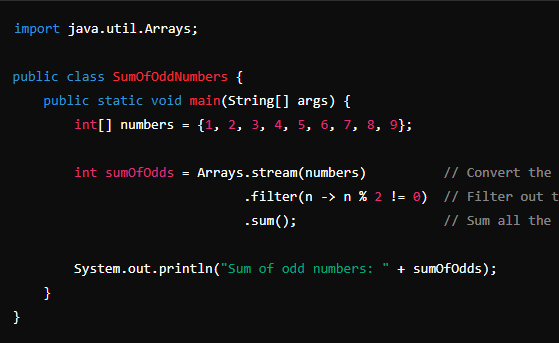 import java.util.Arrays;
public class SumOfOddNumbers {
public static void main(String[] args) {
int[] numbers = {1, 2, 3, 4, 5, 6, 7, 8, 9};
int sumOfOdds = Arrays.stream(numbers) // Convert the
.filter(n -> n % 2 != 0) // Filter out t
.sum(); // Sum all the
System.out.println("Sum of odd numbers: " + sumOfOdds);
}
}